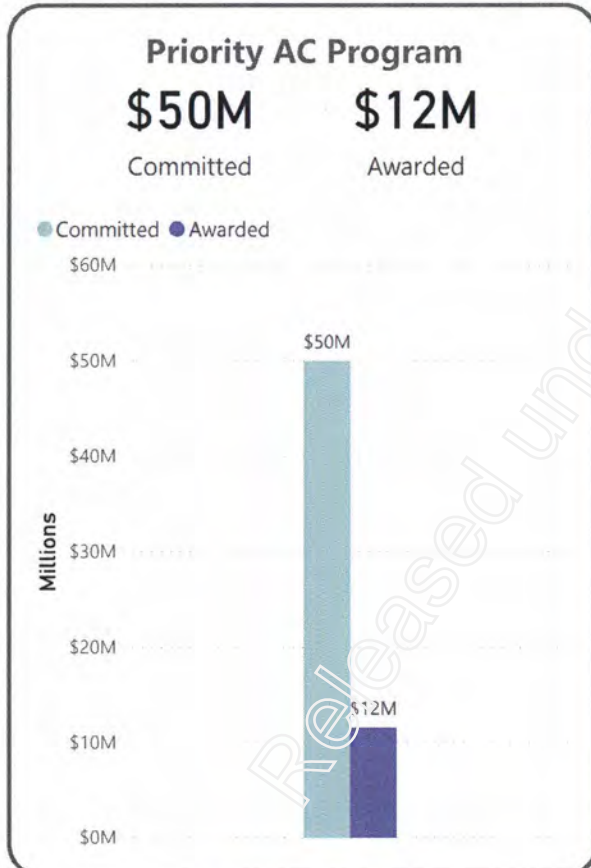 Priority AC Program
$50M $12M
Committed Awarded
Committed Awarded
$60M
$50M
$50M
$40M
Millions
$30M
$20M
$12M
$10M
$0M
Released und